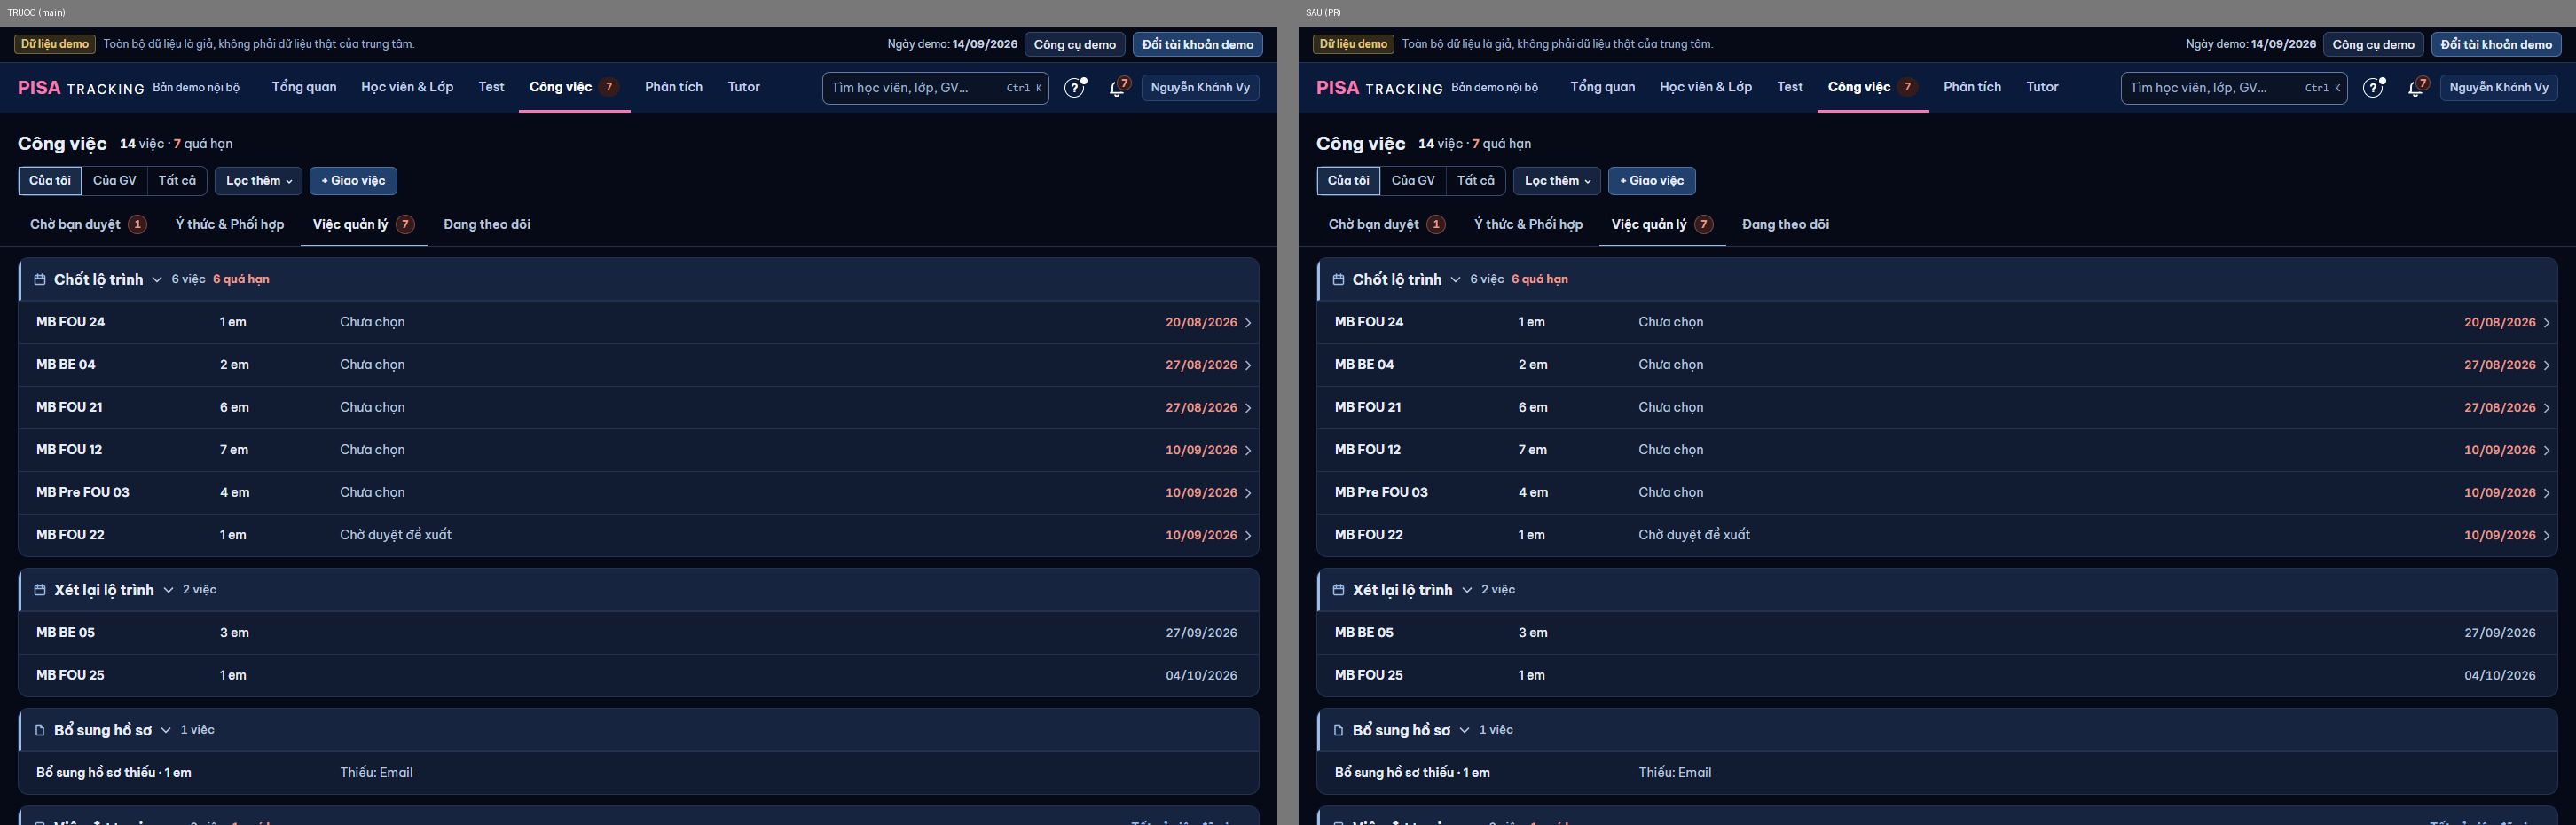 TRUOC (main)
Dữ liệu demo Toàn bộ dữ liệu là giả, không phải dữ liệu thật của trung tâm. Ngày demo: 14/09/2026 Công cụ demo Đổi tài khoản demo
PISA TRACKING Bản demo nội bộ Tổng quan Học viên & Lớp Test Công việc 7 Phân tích Tutor Tìm học viên, lớp, GV... Ctrl K ? 7 Nguyễn Khánh Vy
Công việc 14 việc · 7 quá hạn
Của tôi Của GV Tất cả Lọc thêm + Giao việc
Chờ bạn duyệt 1 Ý thức & Phối hợp Việc quản lý 7 Đang theo dõi
Chốt lộ trình 6 việc 6 quá hạn
MB FOU 24 1 em Chưa chọn 20/08/2026
MB BE 04 2 em Chưa chọn 27/08/2026
MB FOU 21 6 em Chưa chọn 27/08/2026
MB FOU 12 7 em Chưa chọn 10/09/2026
MB Pre FOU 03 4 em Chưa chọn 10/09/2026
MB FOU 22 1 em Chờ duyệt đề xuất 10/09/2026
Xét lại lộ trình 2 việc
MB BE 05 3 em 27/09/2026
MB FOU 25 1 em 04/10/2026
Bổ sung hồ sơ 1 việc
Bổ sung hồ sơ thiếu · 1 em Thiếu: Email
SAU (PR)
Dữ liệu demo Toàn bộ dữ liệu là giả, không phải dữ liệu thật của trung tâm. Ngày demo: 14/09/2026 Công cụ demo Đổi tài khoản demo
PISA TRACKING Bản demo nội bộ Tổng quan Học viên & Lớp Test Công việc 7 Phân tích Tutor Tìm học viên, lớp, GV... Ctrl K ? 7 Nguyễn Khánh Vy
Công việc 14 việc · 7 quá hạn
Của tôi Của GV Tất cả Lọc thêm + Giao việc
Chờ bạn duyệt 1 Ý thức & Phối hợp Việc quản lý 7 Đang theo dõi
Chốt lộ trình 6 việc 6 quá hạn
MB FOU 24 1 em Chưa chọn 20/08/2026
MB BE 04 2 em Chưa chọn 27/08/2026
MB FOU 21 6 em Chưa chọn 27/08/2026
MB FOU 12 7 em Chưa chọn 10/09/2026
MB Pre FOU 03 4 em Chưa chọn 10/09/2026
MB FOU 22 1 em Chờ duyệt đề xuất 10/09/2026
Xét lại lộ trình 2 việc
MB BE 05 3 em 27/09/2026
MB FOU 25 1 em 04/10/2026
Bổ sung hồ sơ 1 việc
Bổ sung hồ sơ thiếu · 1 em Thiếu: Email